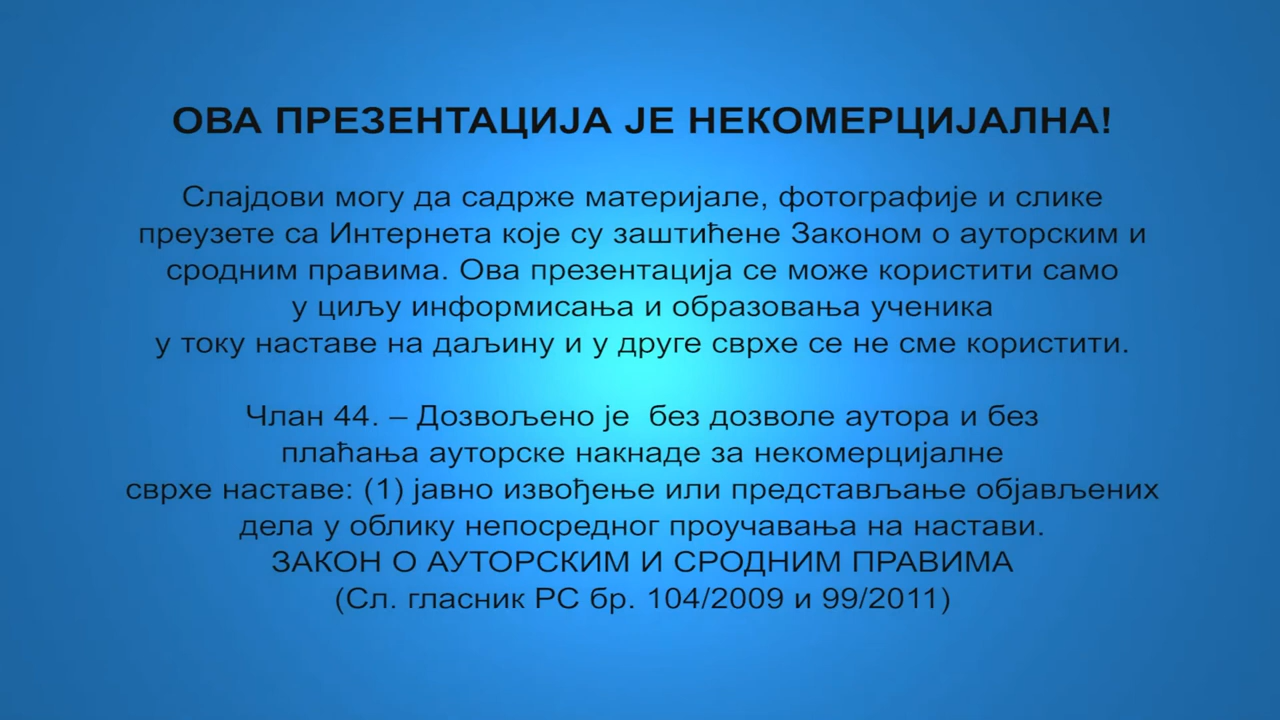 ОВА ПРЕЗЕНТАЦИЈА ЈЕ НЕКОМЕРЦИЈАЛНА!
Слајдови могу да садрже материјале, фотографије и слике
преузете са Интернета које су заштићене Законом о ауторским и
сродним правима. Ова презентација се може користити само
у циљу информисања и образовања ученика
у току наставе на даљину и у друге сврхе се не сме користити.
Члан 44. – Дозвољено је  без дозволе аутора и без
плаћања ауторске накнаде за некомерцијалне
сврхе наставе: (1) јавно извођење или представљање објављених
дела у облику непосредног проучавања на настави.
ЗАКОН О АУТОРСКИМ И СРОДНИМ ПРАВИМА
(Сл. гласник РС бр. 104/2009 и 99/2011)